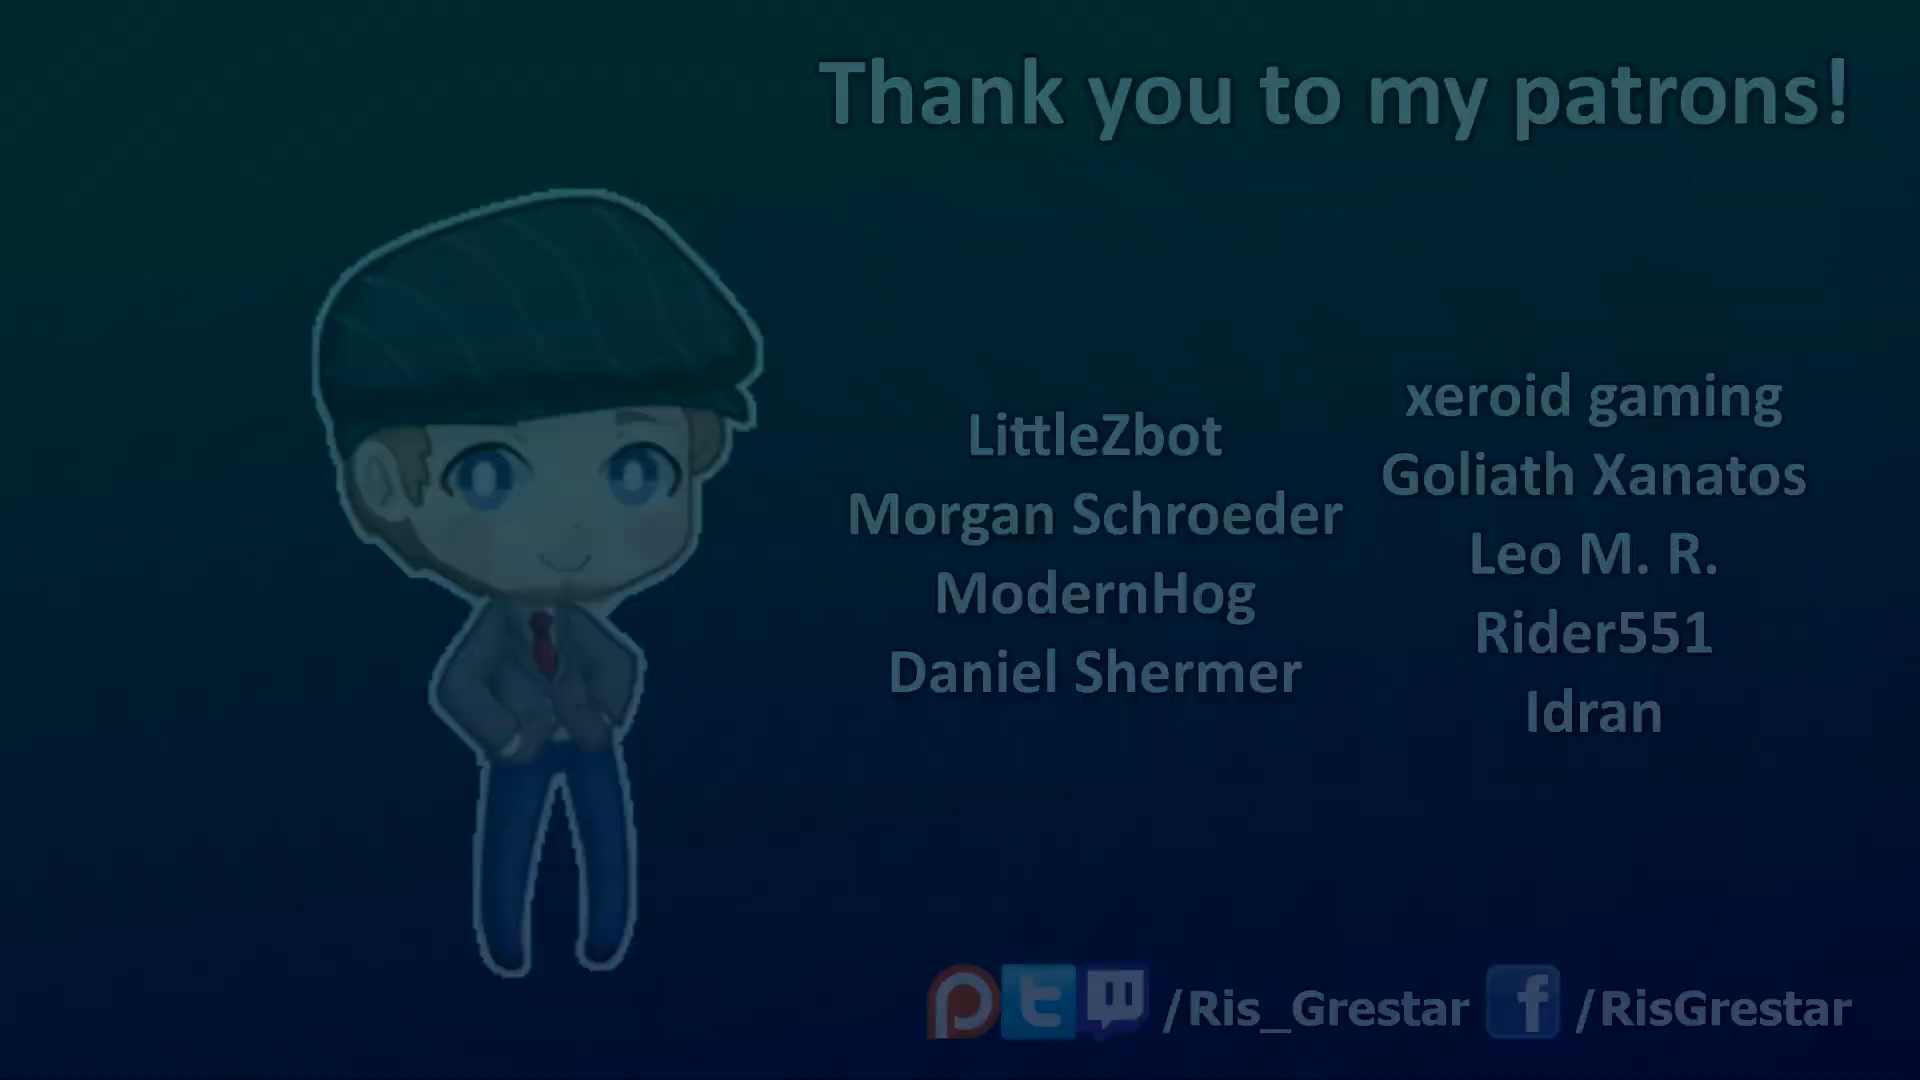 Thank you to my patrons!
LittleZbot
Morgan Schroeder
ModernHog
Daniel Shermer
xeroid gaming
Goliath Xanatos
Leo M. R.
Rider551
Idran
/Ris_Grestar
/RisGrestar